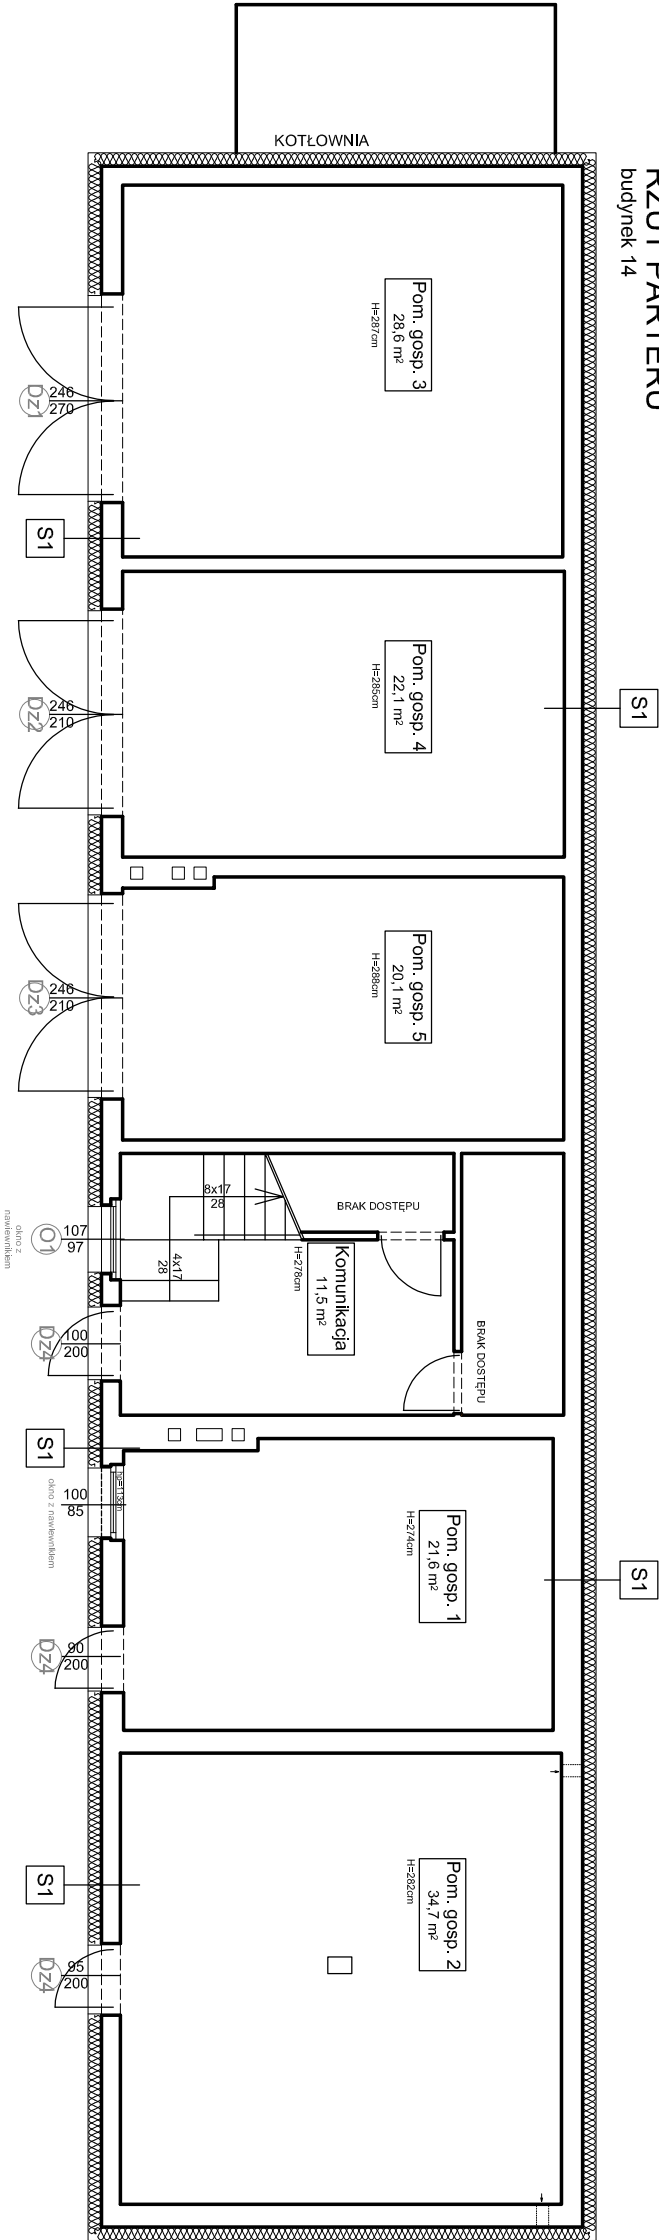 RZUT PARTERU
budynek 14
KOTŁOWNIA
Pom. gosp. 3
28,6 m²
H=287cm
246
270
Dz1
S1
Pom. gosp. 4
22,1 m²
H=285cm
246
210
Dz2
S1
Pom. gosp. 5
20,1 m²
H=288cm
246
210
Dz3
8x17
28
4x17
28
BRAK DOSTĘPU
BRAK DOSTĘPU
Komunikacja
11,5 m²
H=278cm
107
97
O1
okno z
nawiewnikiem
100
200
Dz4
S1
hp=113cm
100
85
okno z nawiewnikiem
Pom. gosp. 1
21,6 m²
H=274cm
S1
90
200
Dz4
Pom. gosp. 2
34,7 m²
H=282cm
S1
95
200
Dz4